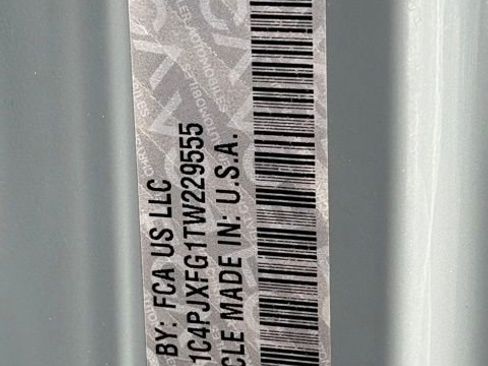 BY: FCA US LLC
1C4PJXFG1TW229555
CLE MADE IN: U.S.A.